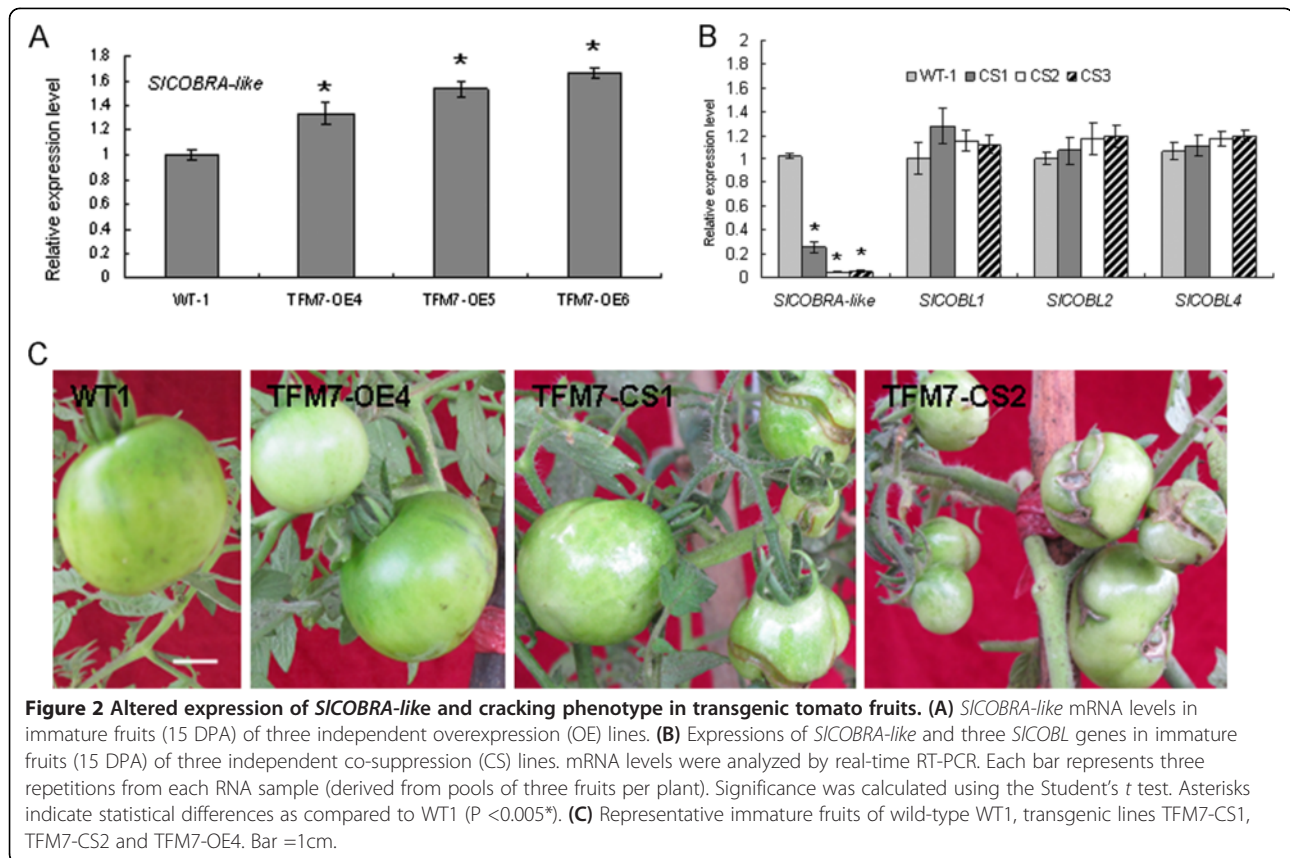 A
B
SlCOBRA-like
Relative expression level
1.8
1.6
1.4
1.2
1
0.8
0.6
0.4
0.2
0
*
*
*
WT-1
TFM7-OE4
TFM7-OE5
TFM7-OE6
Relative expression level
2
1.8
1.6
1.4
1.2
1
0.8
0.6
0.4
0.2
0
WT-1 CS1 CS2 CS3
*
*
*
SlCOBRA-like
SlCOBL1
SlCOBL2
SlCOBL4
C
WT1
TFM7-OE4
TFM7-CS1
TFM7-CS2
Figure 2 Altered expression of SlCOBRA-like and cracking phenotype in transgenic tomato fruits. (A) SlCOBRA-like mRNA levels in
immature fruits (15 DPA) of three independent overexpression (OE) lines. (B) Expressions of SlCOBRA-like and three SlCOBL genes in immature
fruits (15 DPA) of three independent co-suppression (CS) lines. mRNA levels were analyzed by real-time RT-PCR. Each bar represents three
repetitions from each RNA sample (derived from pools of three fruits per plant). Significance was calculated using the Student's t test. Asterisks
indicate statistical differences as compared to WT1 (P <0.005*). (C) Representative immature fruits of wild-type WT1, transgenic lines TFM7-CS1,
TFM7-CS2 and TFM7-OE4. Bar =1cm.